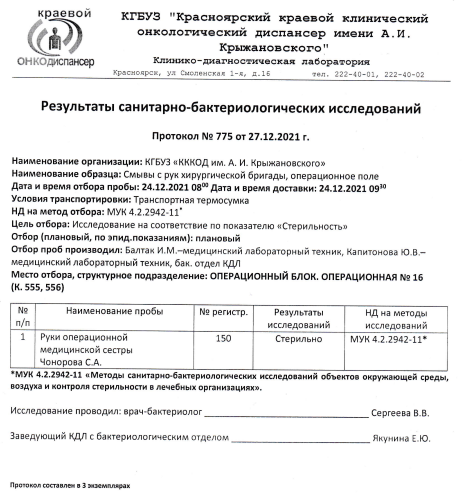 краевой
ОНКОдиспансер
КГБУЗ "Красноярский краевой клинический
онкологический диспансер имени А.И.
Крыжановского"
Клинико-диагностическая лаборатория
Красноярск, ул Смоленская 1-я, д.16 тел. 222-40-01, 222-40-02
Результаты санитарно-бактериологических исследований
Протокол № 775 от 27.12.2021 г.
Наименование организации: КГБУЗ «КККОД им. А. И. Крыжановского»
Наименование образца: Смывы с рук хирургической бригады, операционное поле
Дата и время отбора пробы: 24.12.2021 08⁰⁰ Дата и время доставки: 24.12.2021 09³⁰
Условия транспортировки: Транспортная термосумка
НД на метод отбора: МУК 4.2.2942-11*
Цель отбора: Исследование на соответствие по показателю «Стерильность»
Отбор (плановый, по эпид.показаниям): плановый
Отбор проб производил: Балтак И.М.–медицинский лабораторный техник, Капитонова Ю.В.–
медицинский лабораторный техник, бак. отдел КДЛ
Место отбора, структурное подразделение: ОПЕРАЦИОННЫЙ БЛОК. ОПЕРАЦИОННАЯ № 16
(К. 555, 556)
№ п/п Наименование пробы № регистр. Результаты исследований НД на методы исследований
1 Руки операционной медицинской сестры Чонорова С.А. 150 Стерильно МУК 4.2.2942-11*
*МУК 4.2.2942-11 «Методы санитарно-бактериологических исследований объектов окружающей среды,
воздуха и контроля стерильности в лечебных организациях».
Исследование проводил: врач-бактериолог Сергеева В.В.
Заведующий КДЛ с бактериологическим отделом Якунина Е.Ю.
Протокол составлен в 3 экземплярах